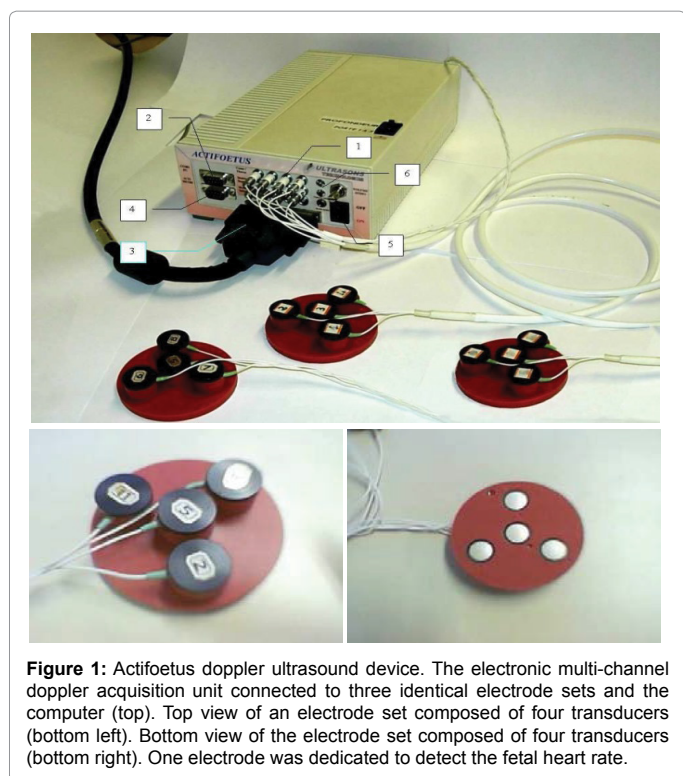 2
1
ACTIFOETUS
ULTRASONS
6
4
3
5
Figure 1: Actifoetus doppler ultrasound device. The electronic multi-channel
doppler acquisition unit connected to three identical electrode sets and the
computer (top). Top view of an electrode set composed of four transducers
(bottom left). Bottom view of the electrode set composed of four transducers
(bottom right). One electrode was dedicated to detect the fetal heart rate.